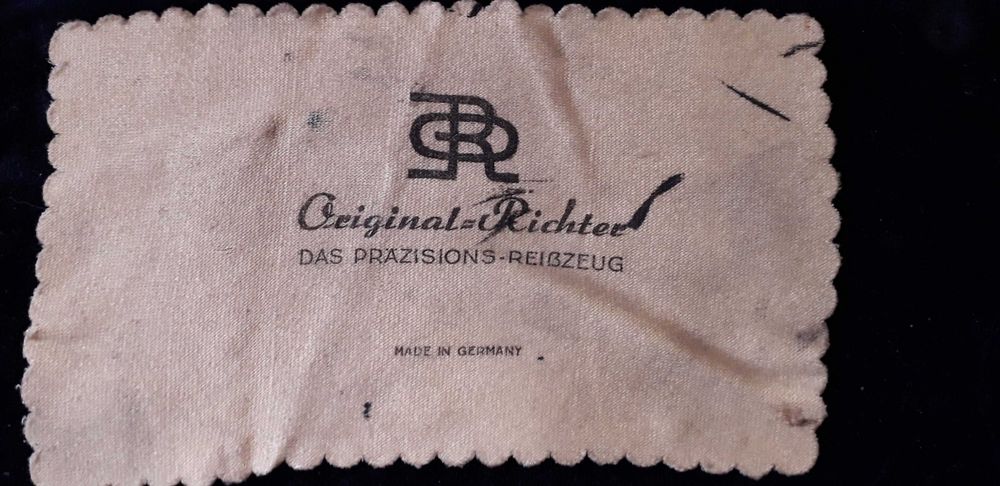 Original=Richter
DAS PRÄZISIONS-REIßZEUG
MADE IN GERMANY